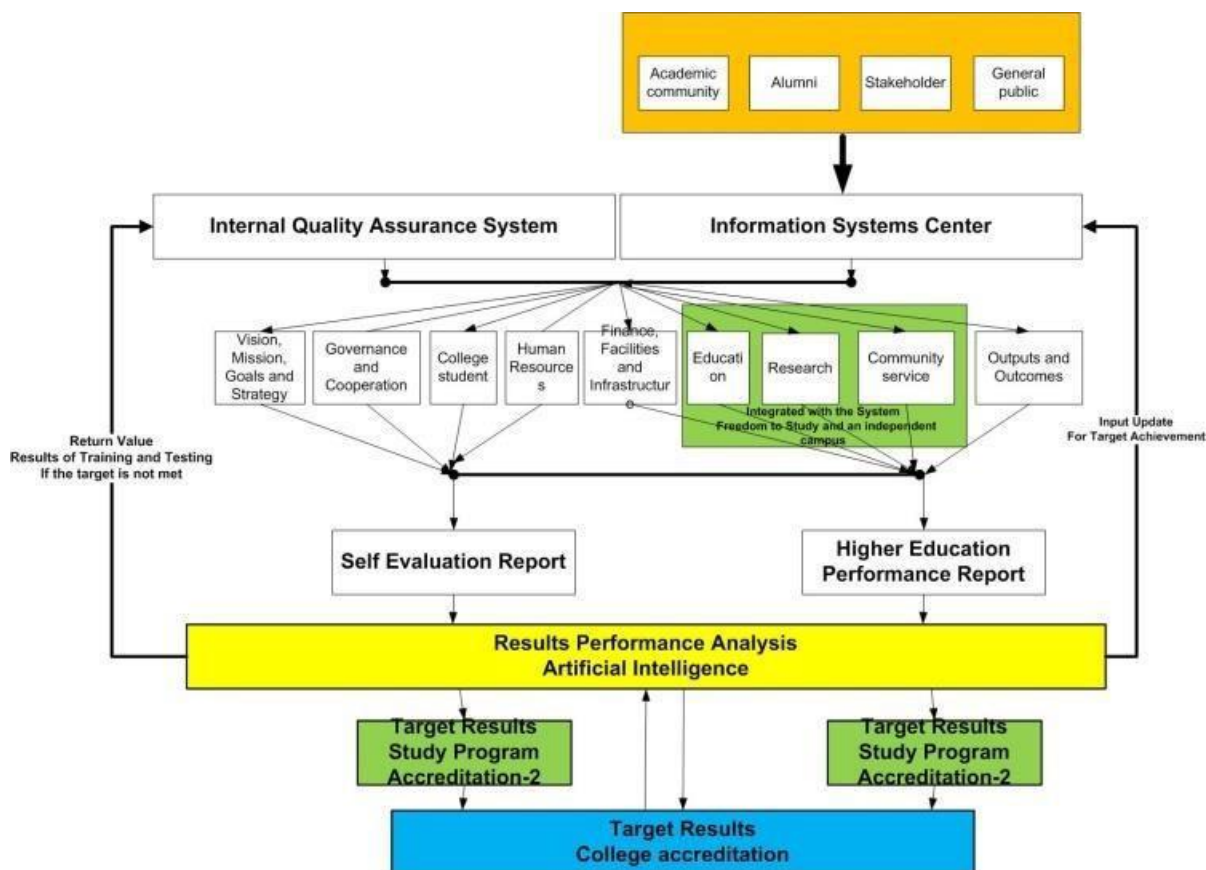 Academic
community
Alumni
Stakeholder
General
public
Internal Quality Assurance System
Information Systems Center
Vision,
Mission,
Goals and
Strategy
Governance
and
Cooperation
College
student
Human
Resource
s
Finance,
Facilities
and
Infrastructur
e
Educati
on
Research
Community
service
Outputs and
Outcomes
Integrated with the System
Freedom to Study and an independent
campus
Return Value
Results of Training and Testing
If the target is not met
Input Update
For Target Achievement
Self Evaluation Report
Higher Education
Performance Report
Results Performance Analysis
Artificial Intelligence
Target Results
Study Program
Accreditation-2
Target Results
Study Program
Accreditation-2
Target Results
College accreditation